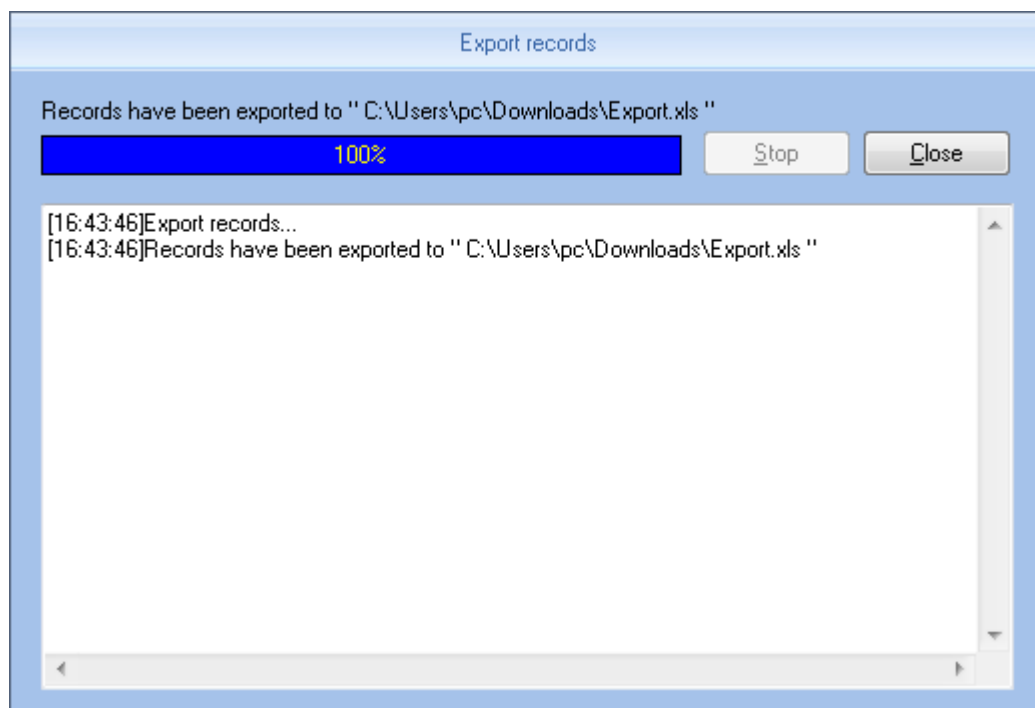 Export records
Records have been exported to " C:\Users\pc\Downloads\Export.xls "
100%
Stop
Close
[16:43:46]Export records...
[16:43:46]Records have been exported to " C:\Users\pc\Downloads\Export.xls "